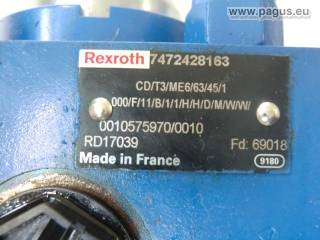 www.pagus.eu
Rexroth 7472428163
CD/T3/ME6/63/45/1
000/F/11/B/1/1/H/H/D/M/W/W/
0010575970/0010
RD17039 Fd: 69018
Made in France 9180